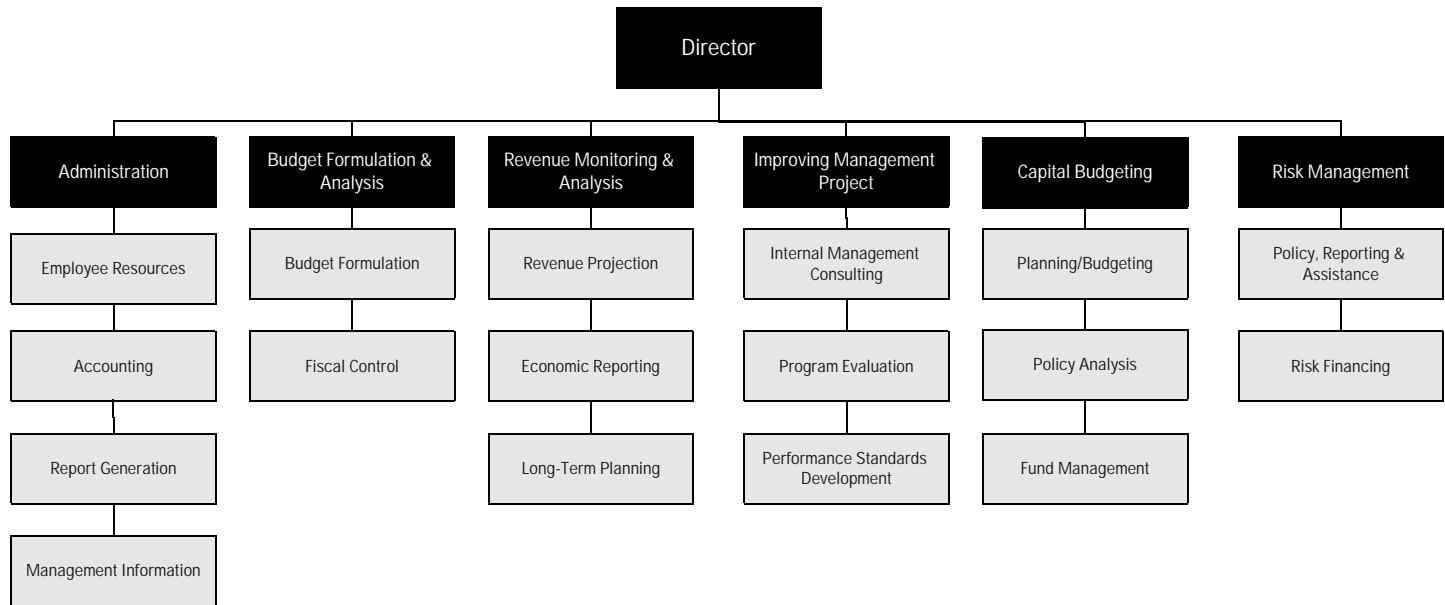 Director
Administration
Budget Formulation &
Analysis
Revenue Monitoring &
Analysis
Improving Management
Project
Capital Budgeting
Risk Management
Employee Resources
Budget Formulation
Revenue Projection
Internal Management
Consulting
Planning/Budgeting
Policy, Reporting &
Assistance
Accounting
Fiscal Control
Economic Reporting
Program Evaluation
Policy Analysis
Risk Financing
Report Generation
Long-Term Planning
Performance Standards
Development
Fund Management
Management Information